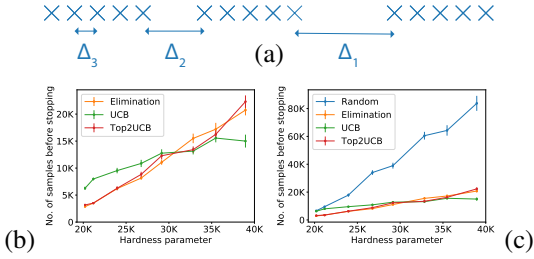 Δ3 Δ2 Δ1
(a)
No. of samples before stopping
20K
15K
10K
5K
0
Elimination
UCB
Top2UCB
20K 25K 30K 35K 40K
Hardness parameter
(b)
No. of samples before stopping
80K
60K
40K
20K
0
Random
Elimination
UCB
Top2UCB
20K 25K 30K 35K 40K
Hardness parameter
(c)